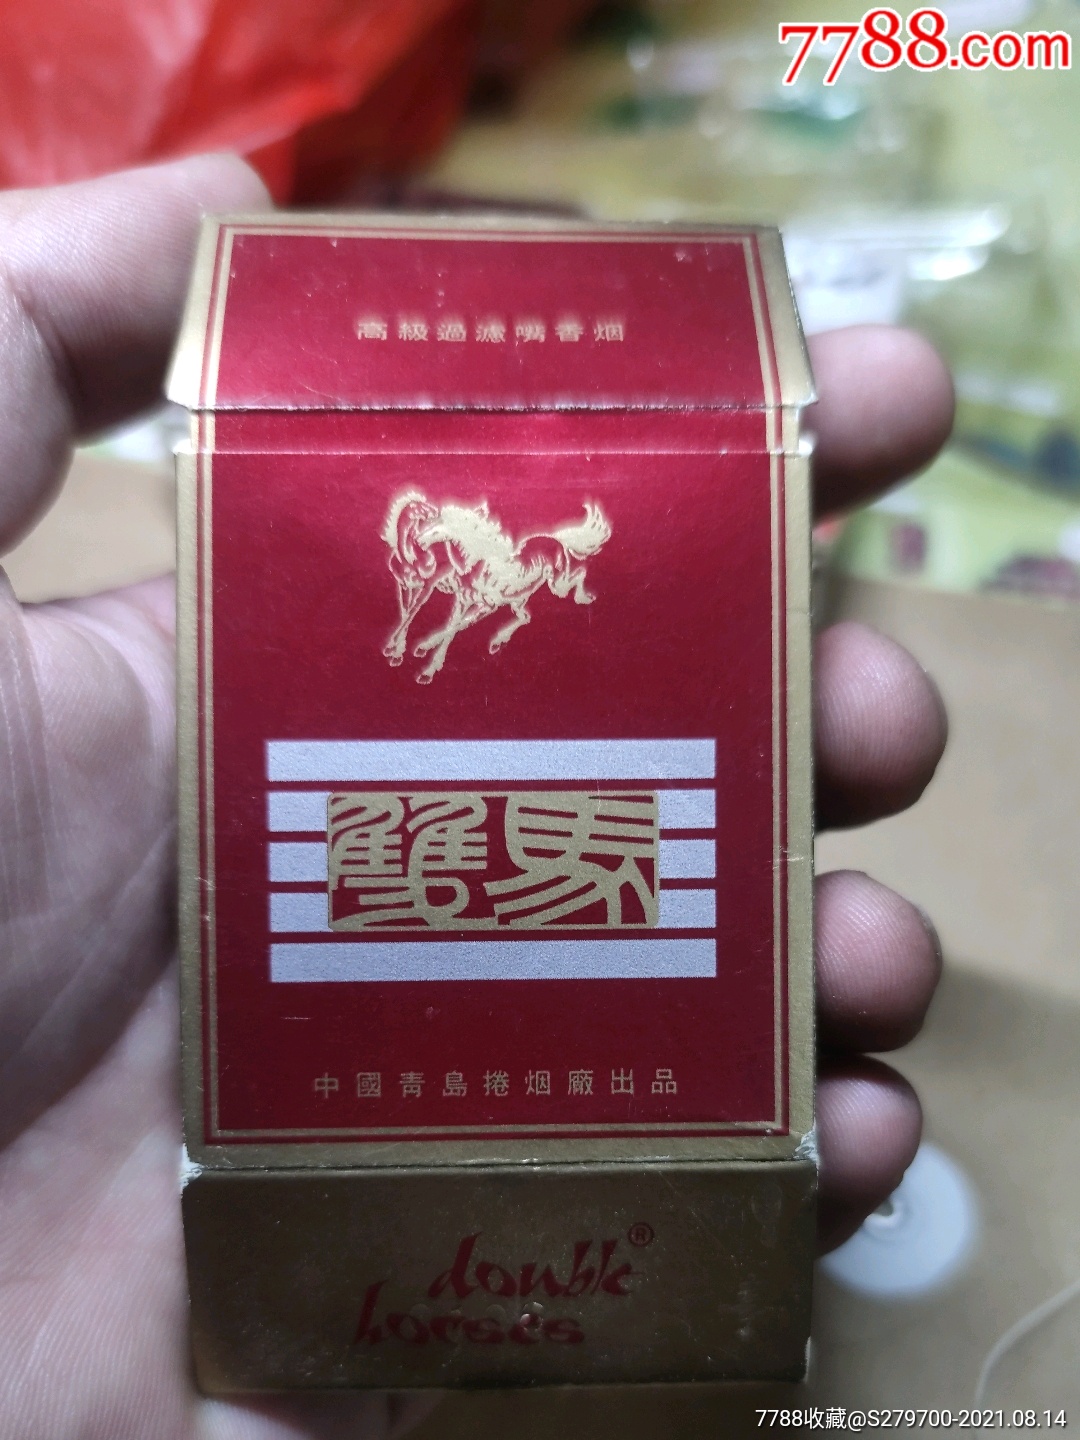 7788.com
高級過濾嘴香烟
雙馬
中國青島捲烟廠出品
double®
horses
7788收藏@S279700-2021.08.14